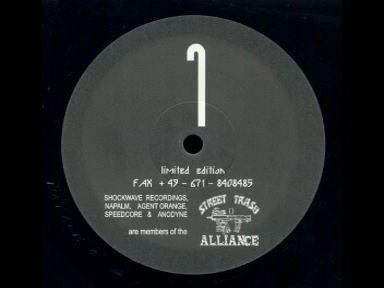 1
limited edition
FAX + 49 - 671 - 8408485
SHOCKWAVE RECORDINGS,
NAPALM, AGENT ORANGE,
SPEEDCORE & ANODYNE
are members of the
STREET TRASH
ALLIANCE